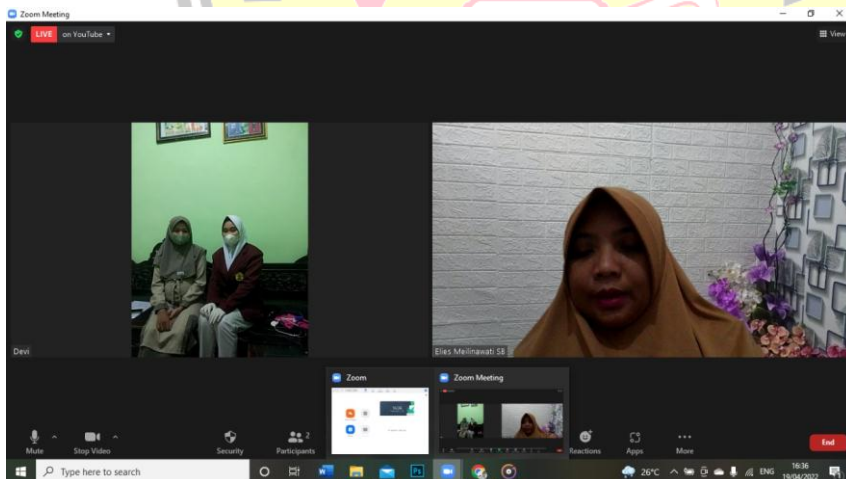 Zoom Meeting
LIVE on YouTube
View
Devi
Elies Meilinawati SB
Zoom
Zoom Meeting
Mute
Stop Video
Security
Participants
2
Reactions
Apps
More
End
Type here to search
26°C
ENG
16:36
19/04/2022